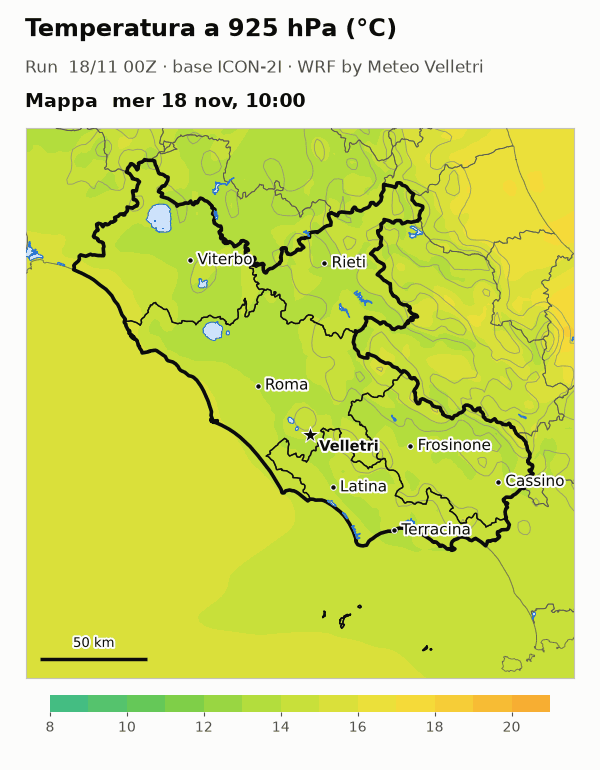 Temperatura a 925 hPa (°C)
Run  18/11 00Z · base ICON-2I · WRF by Meteo Velletri
Mappa  mer 18 nov, 10:00
Viterbo
Rieti
Roma
Velletri
Frosinone
Cassino
Latina
Terracina
50 km
8 10 12 14 16 18 20